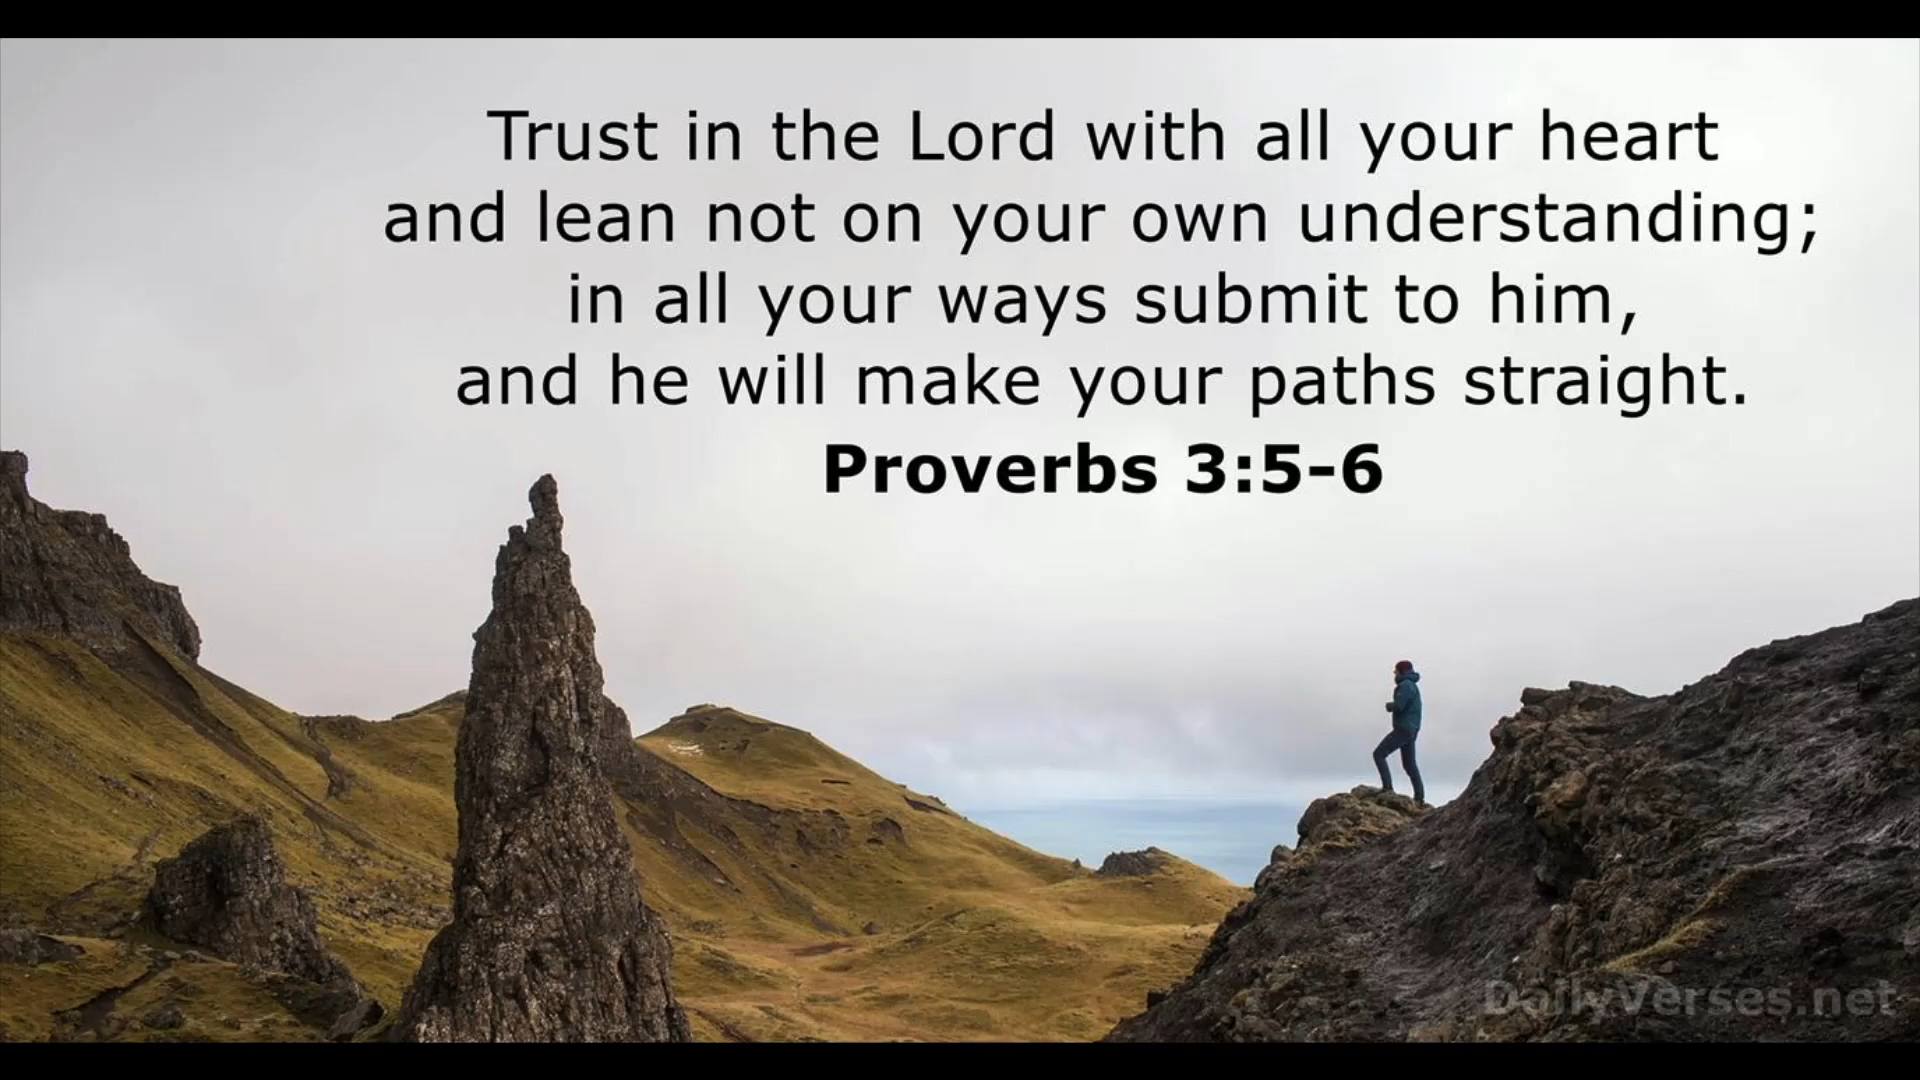 Trust in the Lord with all your heart
and lean not on your own understanding;
in all your ways submit to him,
and he will make your paths straight.
Proverbs 3:5-6
DailyVerses.net